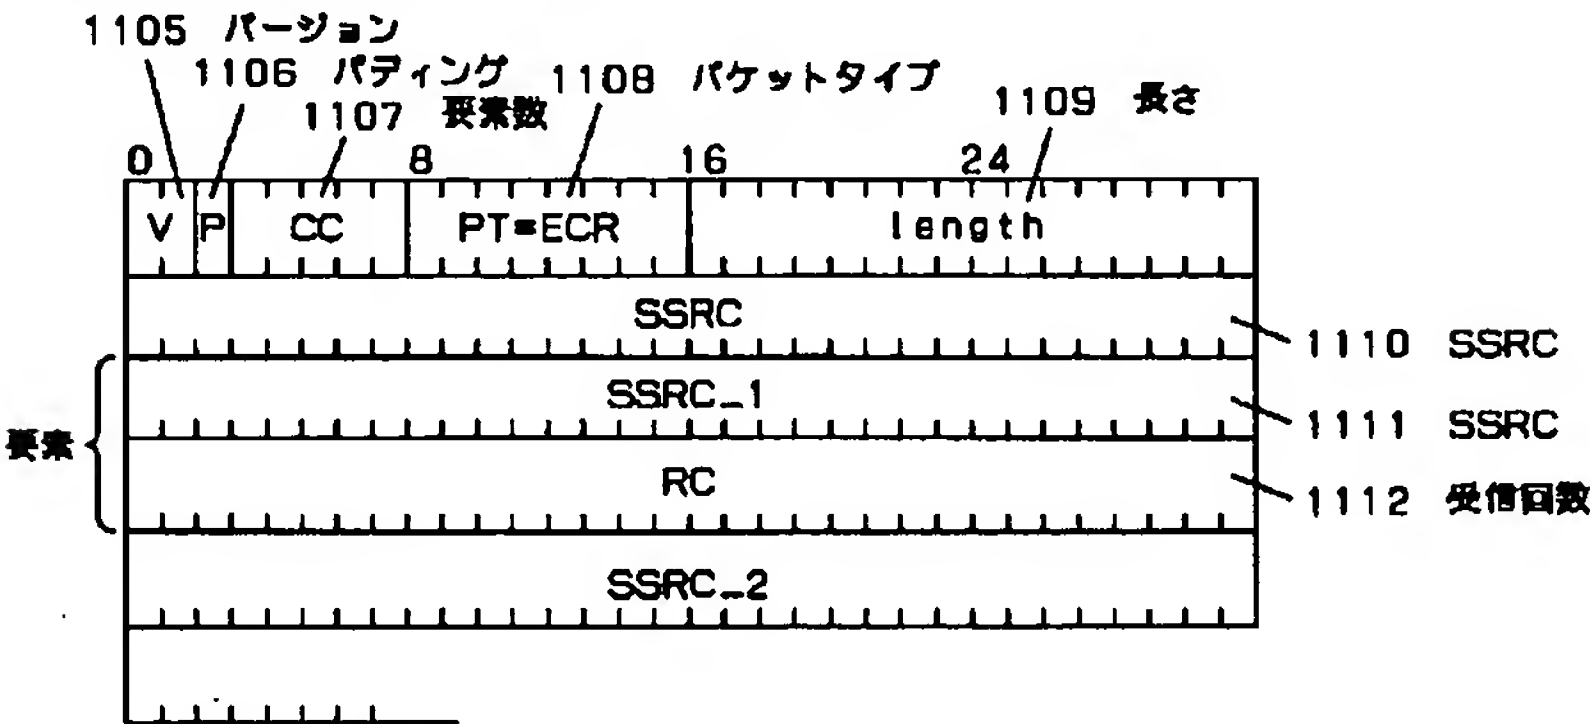 1105 バージョン
1106 パディング
1107 要素数
1108 パケットタイプ
1109 長さ
0 8 16 24
V P CC PT=ECR length
SSRC
1110 SSRC
SSRC_1
1111 SSRC
要素
RC
1112 受信回数
SSRC_2